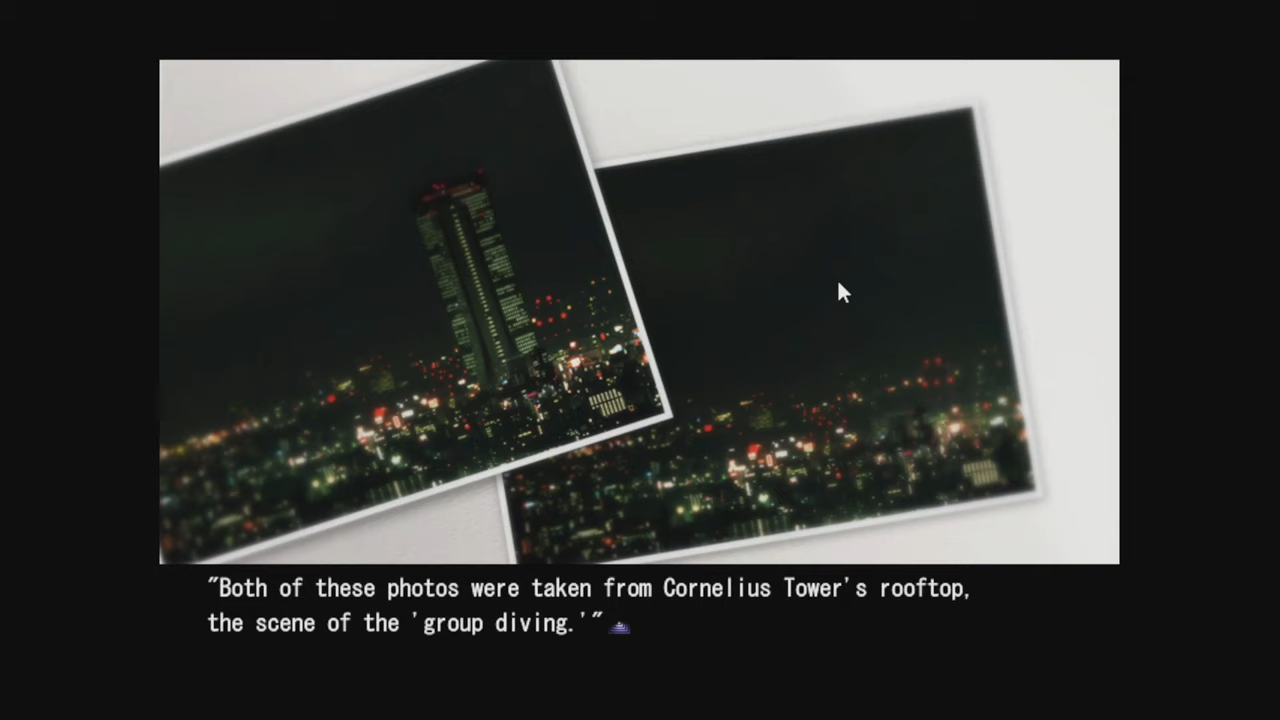 "Both of these photos were taken from Cornelius Tower's rooftop,
the scene of the 'group diving.'"